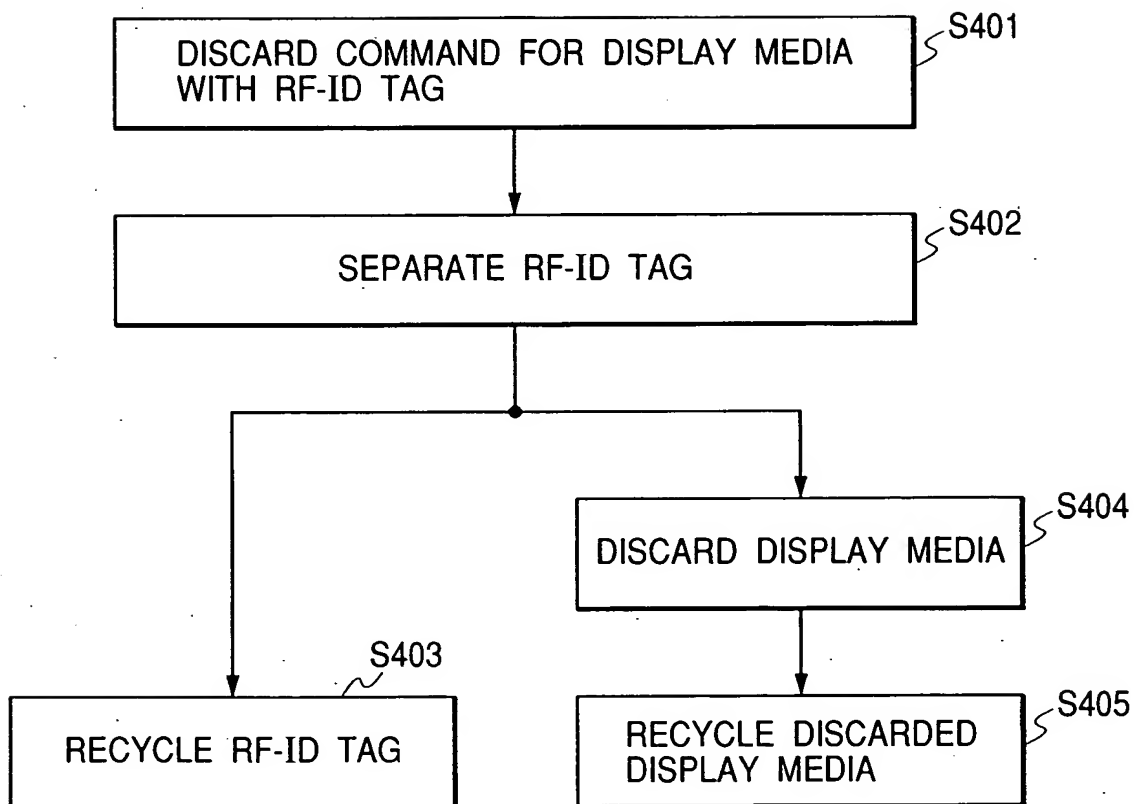 DISCARD COMMAND FOR DISPLAY MEDIA
WITH RF-ID TAG
S401
SEPARATE RF-ID TAG
S402
DISCARD DISPLAY MEDIA
S404
RECYCLE RF-ID TAG
S403
RECYCLE DISCARDED
DISPLAY MEDIA
S405